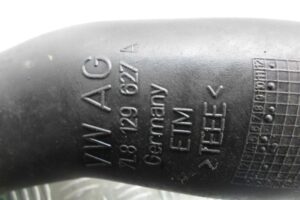 VW AG
7L8 129 627 A
Germany
ETM
>TEEE<